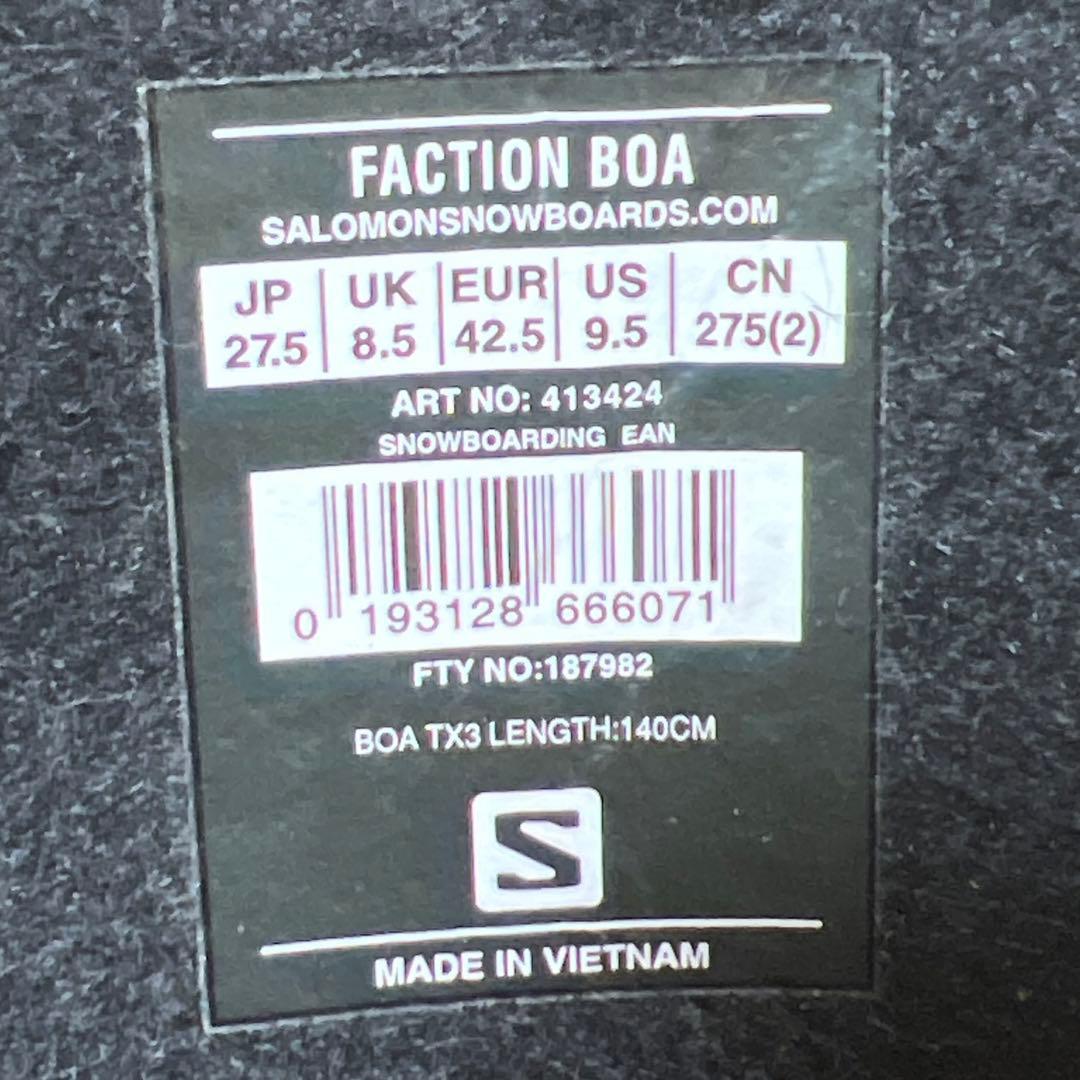 FACTION BOA
SALOMONSNOWBOARDS.COM
JP UK EUR US CN
27.5 8.5 42.5 9.5 275(2)
ART NO: 413424
SNOWBOARDING EAN
0 193128 666071
FTY NO:187982
BOA TX3 LENGTH:140CM
S
MADE IN VIETNAM